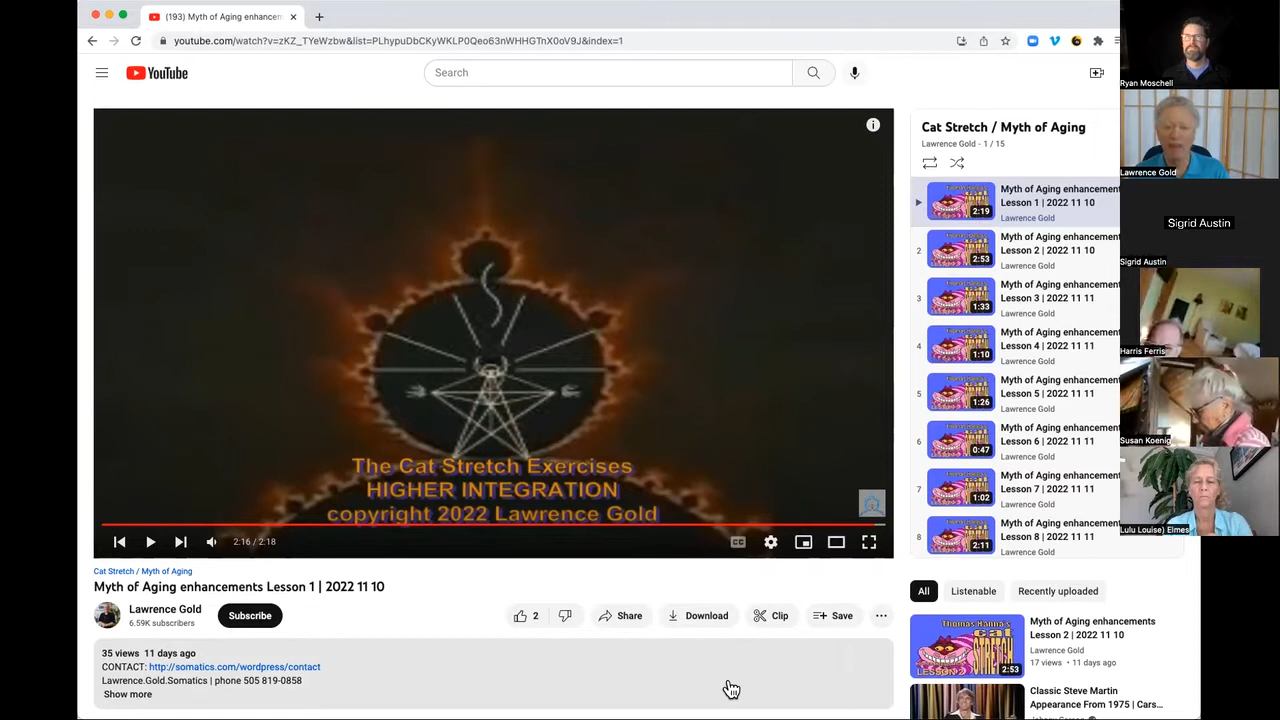 (193) Myth of Aging enhancem
youtube.com/watch?v=zKZ_TYeWzbw&list=PLhypuDbCKyWKLP0Qeo63nWHHGTnX0oV9J&index=1
YouTube
Search
The Cat Stretch Exercises
HIGHER INTEGRATION
copyright 2022 Lawrence Gold
2:16 / 2:18
CC
Cat Stretch / Myth of Aging
Myth of Aging enhancements Lesson 1 | 2022 11 10
Lawrence Gold
6.59K subscribers
Subscribe
2
Share
Download
Clip
Save
35 views 11 days ago
CONTACT: http://somatics.com/wordpress/contact
Lawrence.Gold.Somatics | phone 505 819-0858
Show more
Cat Stretch / Myth of Aging
Lawrence Gold - 1 / 15
Myth of Aging enhancement
Lesson 1 | 2022 11 10
Lawrence Gold
2:19
2
Myth of Aging enhancement
Lesson 2 | 2022 11 10
Lawrence Gold
2:53
3
Myth of Aging enhancement
Lesson 3 | 2022 11 11
Lawrence Gold
1:33
4
Myth of Aging enhancement
Lesson 4 | 2022 11 11
Lawrence Gold
1:10
5
Myth of Aging enhancement
Lesson 5 | 2022 11 11
Lawrence Gold
1:26
6
Myth of Aging enhancement
Lesson 6 | 2022 11 11
Lawrence Gold
0:47
7
Myth of Aging enhancement
Lesson 7 | 2022 11 11
Lawrence Gold
1:02
8
Myth of Aging enhancement
Lesson 8 | 2022 11 11
Lawrence Gold
2:11
All
Listenable
Recently uploaded
Thomas Hanna's
cat
STRETCH
LESSON 2
2:53
Myth of Aging enhancements
Lesson 2 | 2022 11 10
Lawrence Gold
17 views • 11 days ago
Classic Steve Martin
Appearance From 1975 | Cars...
Ryan Moschell
Lawrence Gold
Sigrid Austin
Sigrid Austin
Harris Ferris
Susan Koenig
Lulu Louise) Elmes